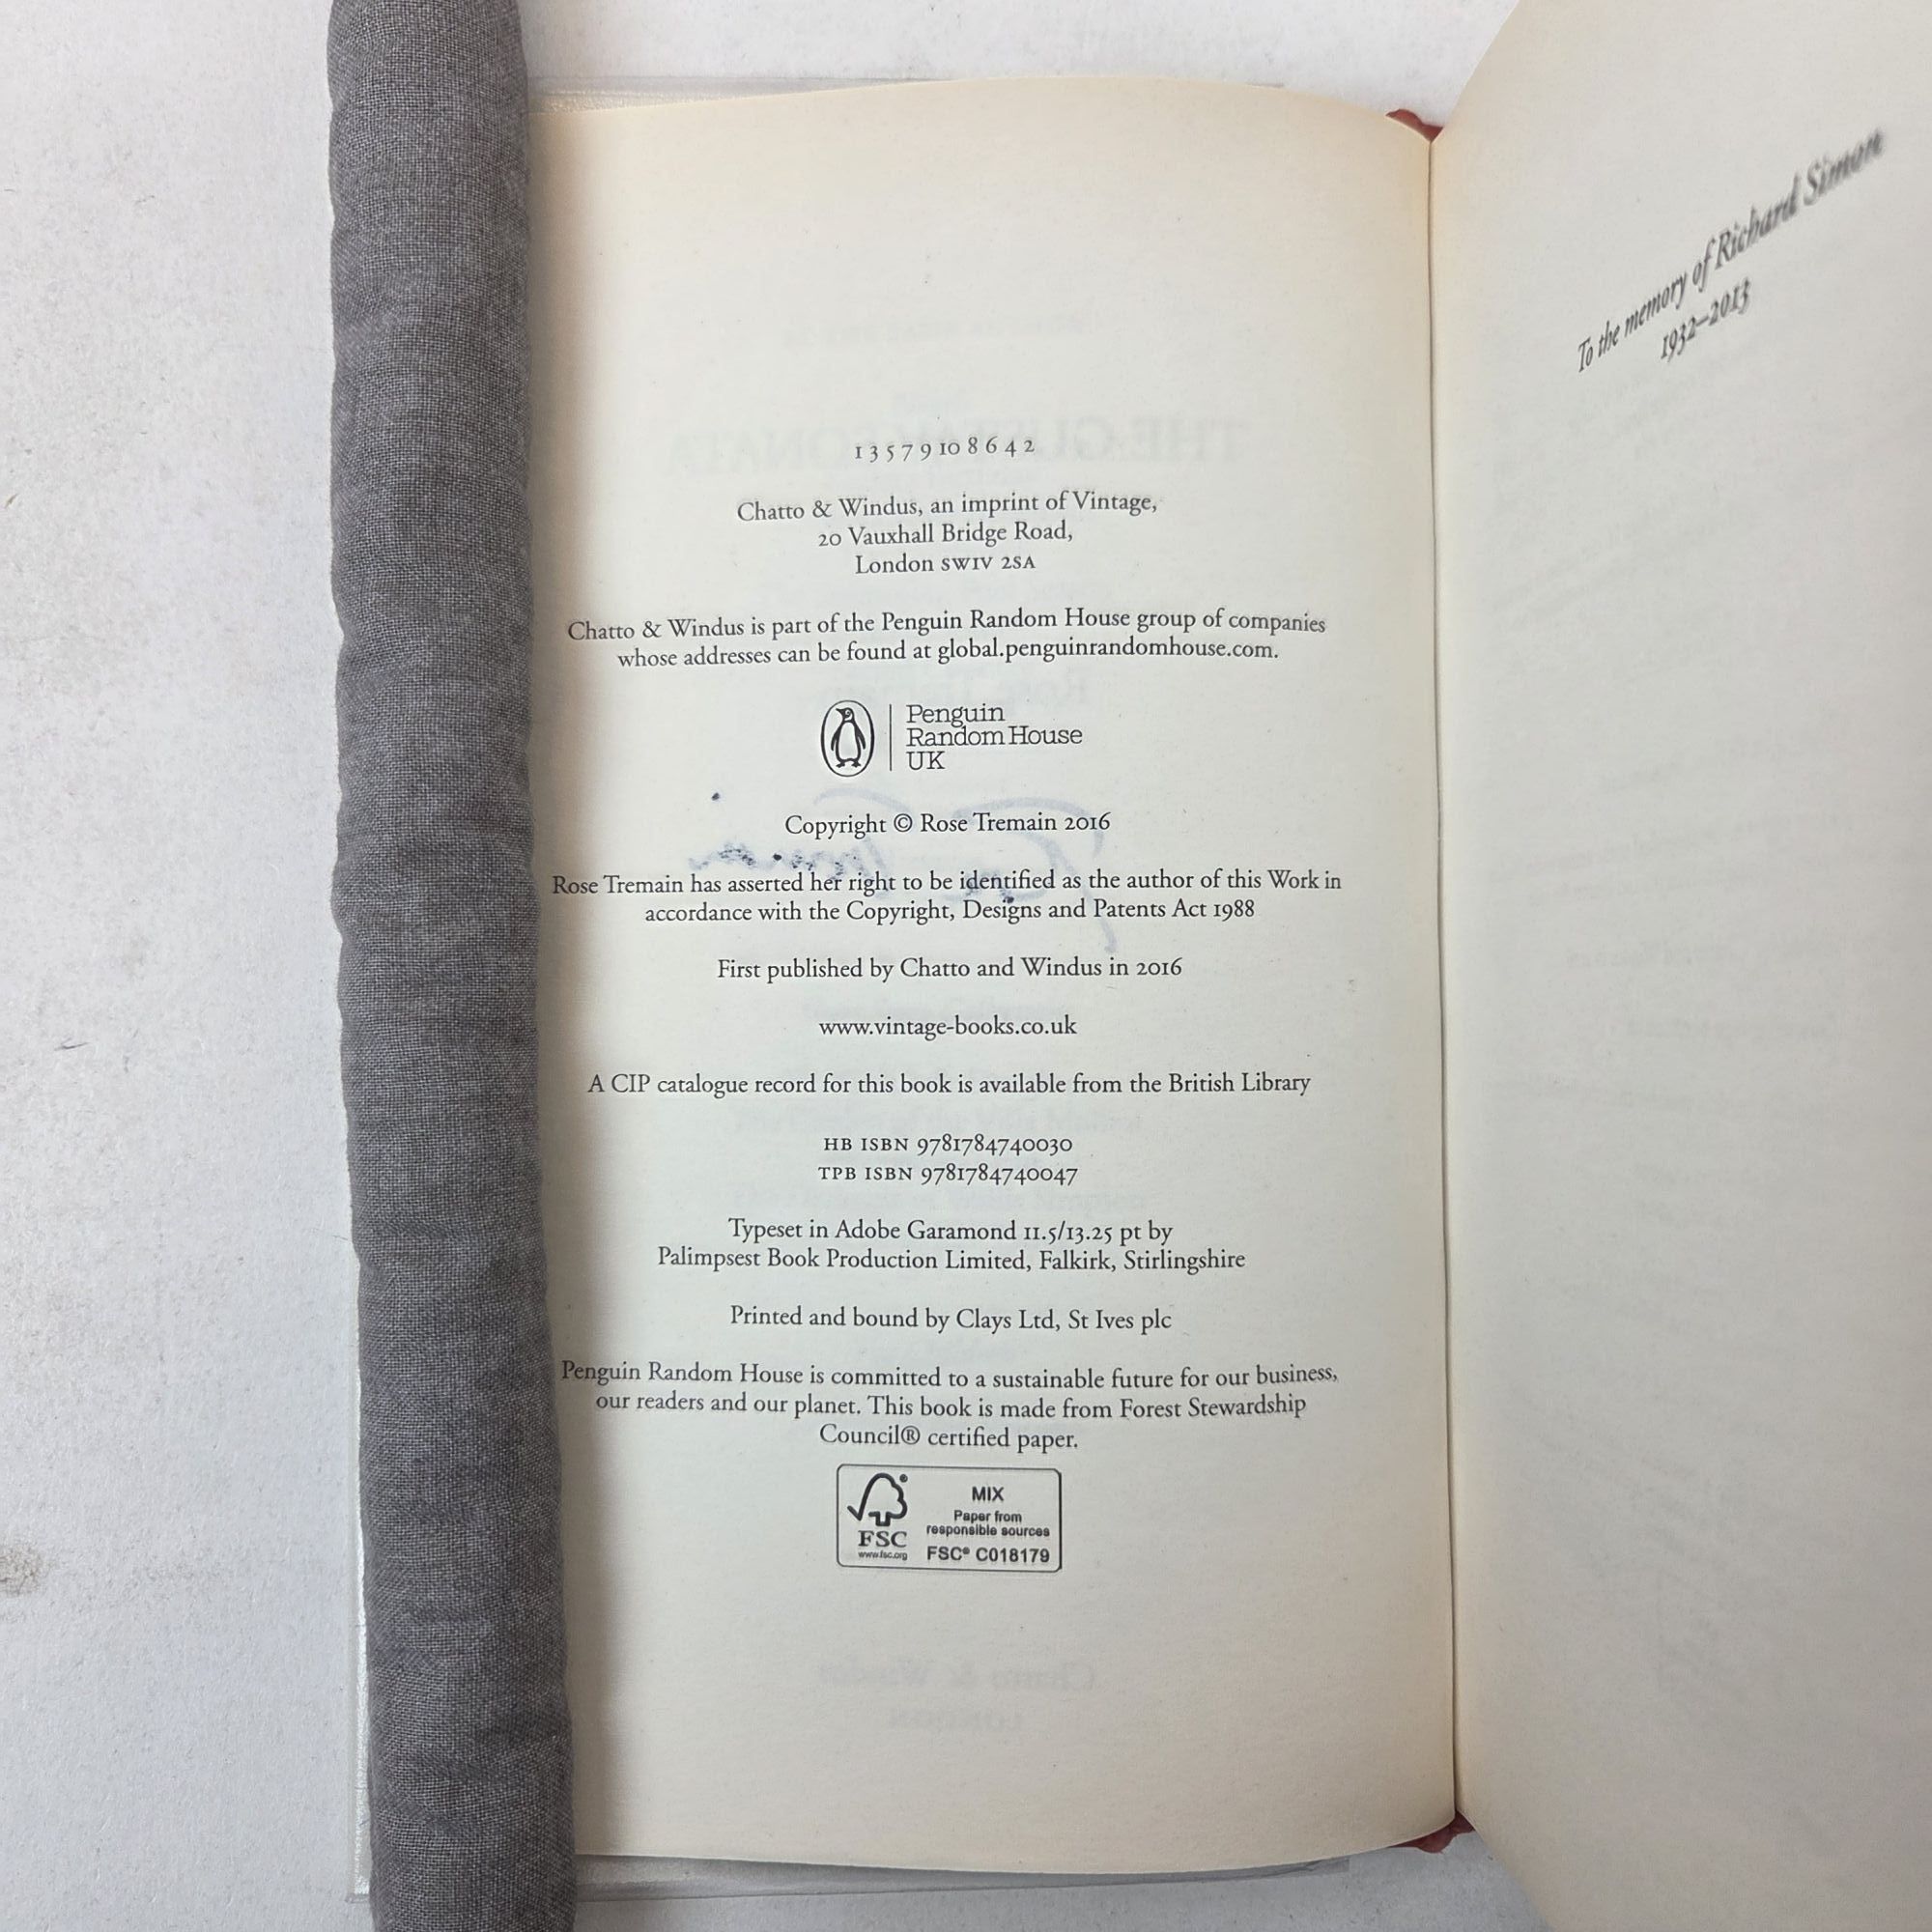 1 3 5 7 9 10 8 6 4 2
Chatto & Windus, an imprint of Vintage,
20 Vauxhall Bridge Road,
London SW1V 2SA
Chatto & Windus is part of the Penguin Random House group of companies
whose addresses can be found at global.penguinrandomhouse.com.
Penguin
Random House
UK
Copyright © Rose Tremain 2016
Rose Tremain has asserted her right to be identified as the author of this Work in
accordance with the Copyright, Designs and Patents Act 1988
First published by Chatto and Windus in 2016
www.vintage-books.co.uk
A CIP catalogue record for this book is available from the British Library
HB ISBN 9781784740030
TPB ISBN 9781784740047
Typeset in Adobe Garamond 11.5/13.25 pt by
Palimpsest Book Production Limited, Falkirk, Stirlingshire
Printed and bound by Clays Ltd, St Ives plc
Penguin Random House is committed to a sustainable future for our business,
our readers and our planet. This book is made from Forest Stewardship
Council® certified paper.
FSC
www.fsc.org
MIX
Paper from
responsible sources
FSC® C018179
To the memory of Richard Simon
1932–2013